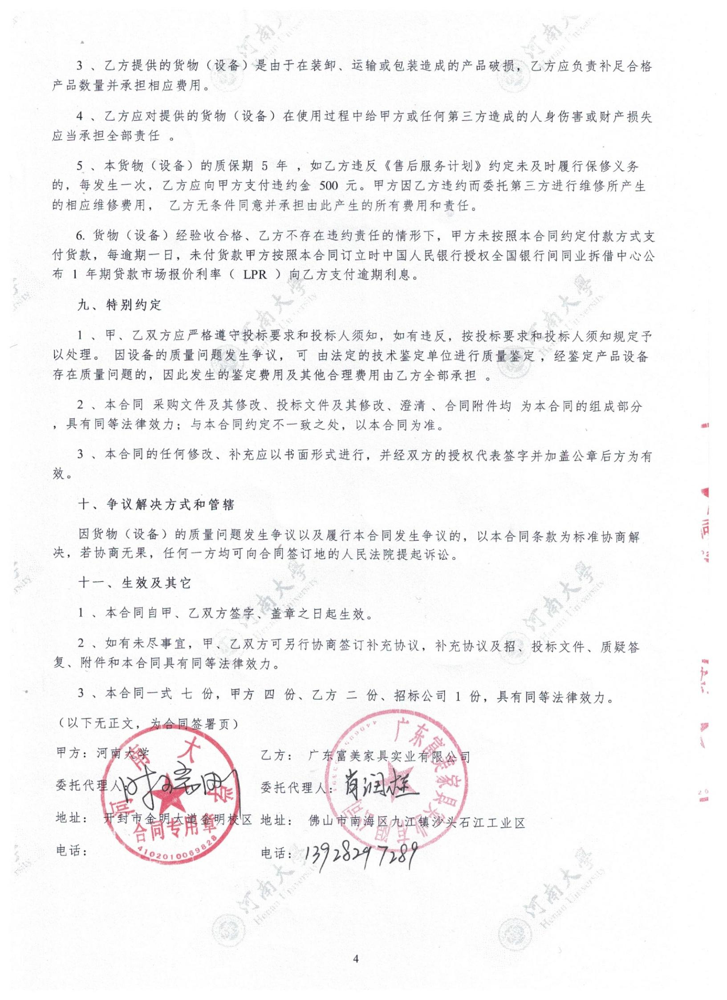 3 、乙方提供的货物（设备）是由于在装卸、运输或包装造成的产品破损，乙方应负责补足合格
产品数量并承担相应费用。
4 、乙方应对提供的货物（设备）在使用过程中给甲方或任何第三方造成的人身伤害或财产损失
应当承担全部责任 。
5 、本货物（设备）的质保期 5 年 ，如乙方违反《售后服务计划》约定未及时履行保修义务
的，每发生一次，乙方应向甲方支付违约金 500 元。甲方因乙方违约而委托第三方进行维修所产生
的相应维修费用， 乙方无条件同意并承担由此产生的所有费用和责任。
6. 货物（设备）经验收合格、乙方不存在违约责任的情形下，甲方未按照本合同约定付款方式支
付货款，每逾期一日，未付货款甲方按照本合同订立时中国人民银行授权全国银行间同业拆借中心公
布 1 年期贷款市场报价利率（ LPR ）向乙方支付逾期利息。
九、特别约定
1 、甲、乙双方应严格遵守投标要求和投标人须知，如有违反，按投标要求和投标人须知规定予
以处理。 因设备的质量问题发生争议， 可 由法定的技术鉴定单位进行质量鉴定 ，经鉴定产品设备
存在质量问题的，因此发生的鉴定费用及其他合理费用由乙方全部承担 。
2 、本合同 采购文件及其修改、投标文件及其修改、澄清 、合同附件均 为本合同的组成部分
，具有同等法律效力；与本合同约定不一致之处，以本合同为准。
3 、本合同的任何修改、补充应以书面形式进行，并经双方的授权代表签字并加盖公章后方为有
效。
十、争议解决方式和管辖
因货物（设备）的质量问题发生争议以及履行本合同发生争议的，以本合同条款为标准协商解
决，若协商无果，任何一方均可向合同签订地的人民法院提起诉讼。
十一、生效及其它
1 、本合同自甲、乙双方签字、盖章之日起生效。
2 、如有未尽事宜，甲、乙双方可另行协商签订补充协议，补充协议及招、投标文件、质疑答
复、附件和本合同具有同等法律效力。
3 、本合同一式 七 份，甲方 四 份、乙方 二 份、招标公司 1 份，具有同等法律效力。
（以下无正文，为合同签署页）
甲方：河南大学
乙方： 广东富美家具实业有限公司
委托代理人：
委托代理人：肖润
地址： 开封市金明大道金明校区
地址： 佛山市南海区九江镇沙头石江工业区
电话：
电话：13928297289
河南大学
合同专用章
4102010069828
广东富美家具实业有限公司
河南大学
Henan University
4